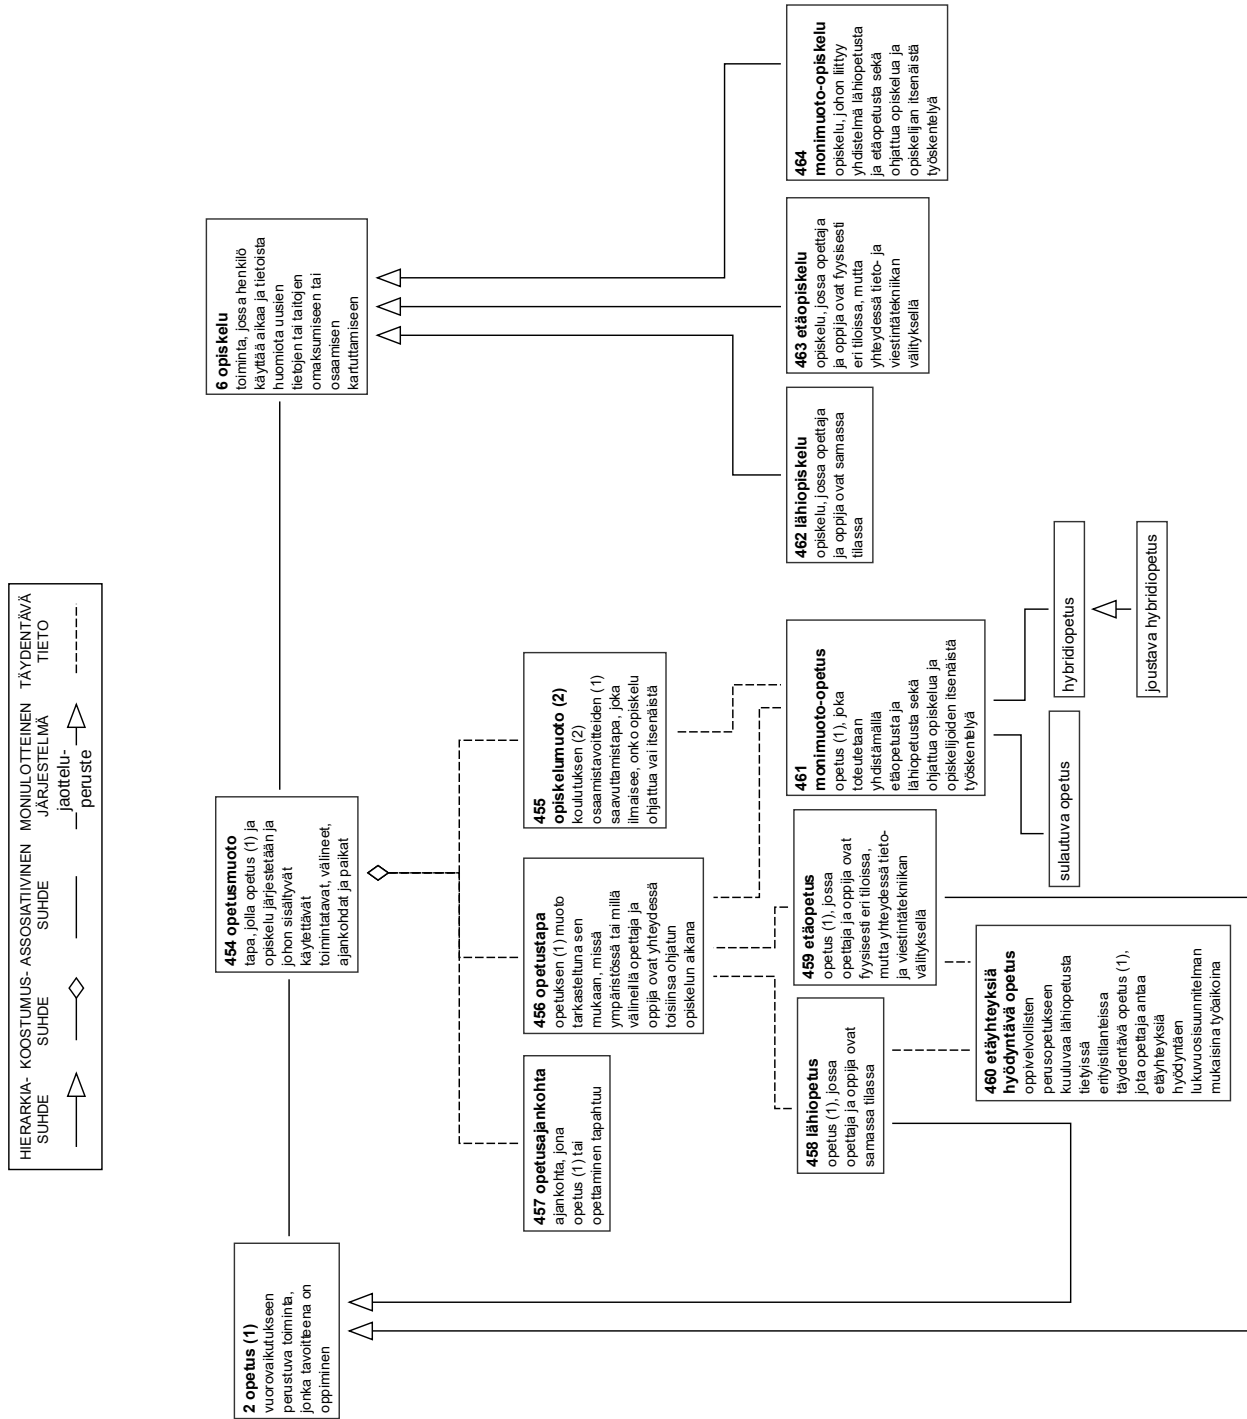 HIERARKIA- KOOSTUMUS- ASSOSIATIIVINEN MONIULOTTEINEN TÄYDENTÄVÄ
SUHDE SUHDE SUHDE JÄRJESTELMÄ TIETO
jaottelu-
peruste
2 opetus (1)
vuorovaikutukseen
perustuva toiminta,
jonka tavoitteena on
oppiminen
454 opetusmuoto
tapa, jolla opetus (1) ja
opiskelu järjestetään ja
johon sisältyvät
käytettävät
toimintatavat, välineet,
ajankohdat ja paikat
6 opiskelu
toiminta, jossa henkilö
käyttää aikaa ja tietoista
huomiota uusien
tietojen tai taitojen
omaksumiseen tai
osaamisen
kartuttamiseen
457 opetusajankohta
ajankohta, jona
opetus (1) tai
opettaminen tapahtuu
456 opetustapa
opetuksen (1) muoto
tarkasteltuna sen
mukaan, missä
ympäristössä tai millä
välineillä opettaja ja
oppija ovat yhteydessä
toisiinsa ohjatun
opiskelun aikana
455
opiskelumuoto (2)
koulutuksen (2)
osaamistavoitteiden (1)
saavuttamistapa, joka
ilmaisee, onko opiskelu
ohjattua vai itsenäistä
458 lähiopetus
opetus (1), jossa
opettaja ja oppija ovat
samassa tilassa
459 etäopetus
opetus (1), jossa
opettaja ja oppija ovat
fyysisesti eri tiloissa,
mutta yhteydessä tieto-
ja viestintätekniikan
välityksellä
461
monimuoto-opetus
opetus (1), joka
toteutetaan
yhdistämällä
etäopetusta ja
lähiopetusta sekä
ohjattua opiskelua ja
opiskelijoiden itsenäistä
työskentelyä
462 lähiopiskelu
opiskelu, jossa opettaja
ja oppija ovat samassa
tilassa
463 etäopiskelu
opiskelu, jossa opettaja
ja oppija ovat fyysisesti
eri tiloissa, mutta
yhteydessä tieto- ja
viestintätekniikan
välityksellä
464
monimuoto-opiskelu
opiskelu, johon liittyy
yhdistelmä lähiopetusta
ja etäopetusta sekä
ohjattua opiskelua ja
opiskelijan itsenäistä
työskentelyä
460 etäyhteyksiä
hyödyntävä opetus
oppivelvollisten
perusopetukseen
kuuluvaa lähiopetusta
tietyissä
erityistilanteissa
täydentävä opetus (1),
jota opettaja antaa
etäyhteyksiä
hyödyntäen
lukuvuosisuunnitelman
mukaisina työaikoina
sulautuva opetus
hybridiopetus
joustava hybridiopetus